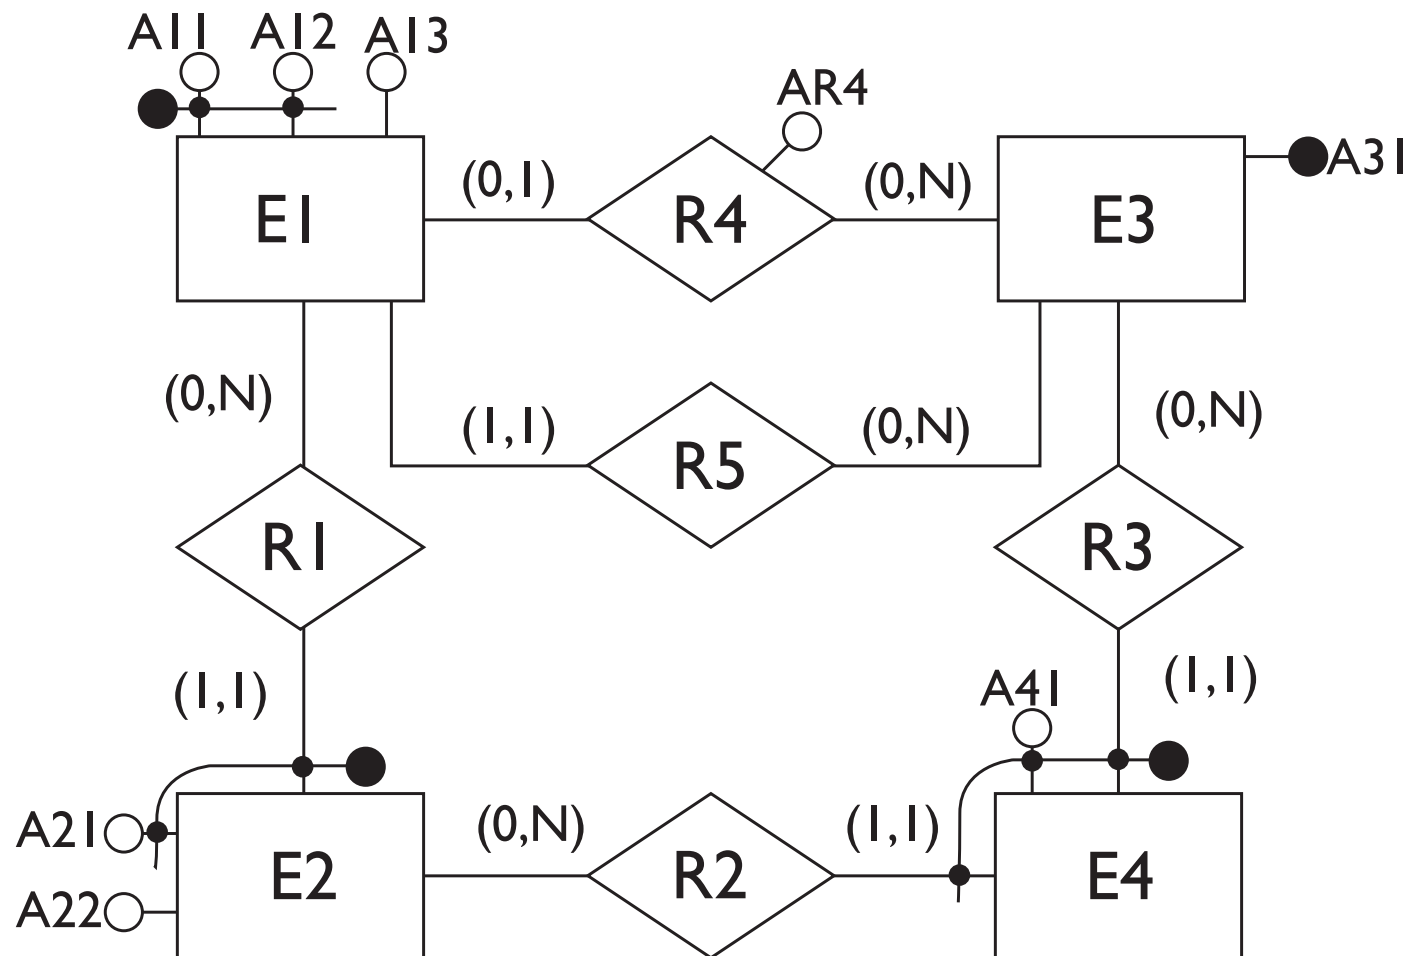 A11 A12 A13
AR4
A31
E1 (0,1) R4 (0,N) E3
(0,N) (1,1) R5 (0,N) (0,N)
R1 R3
(1,1) A41 (1,1)
A21 (0,N) (1,1)
E2 R2 E4
A22